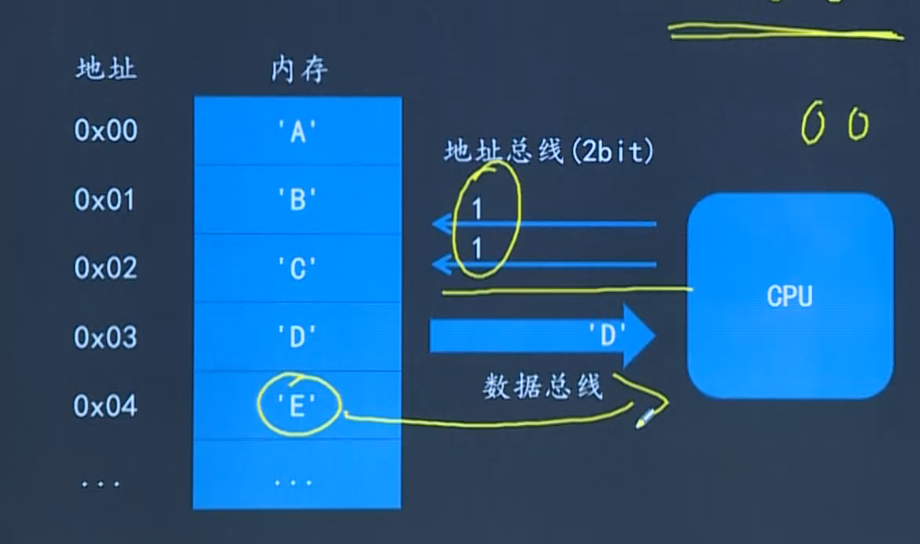 地址 内存
0x00 'A'
0 0
地址总线(2bit)
0x01 'B'
1
1
0x02 'C'
CPU
0x03 'D' 'D'
数据总线
0x04 'E'
... ...